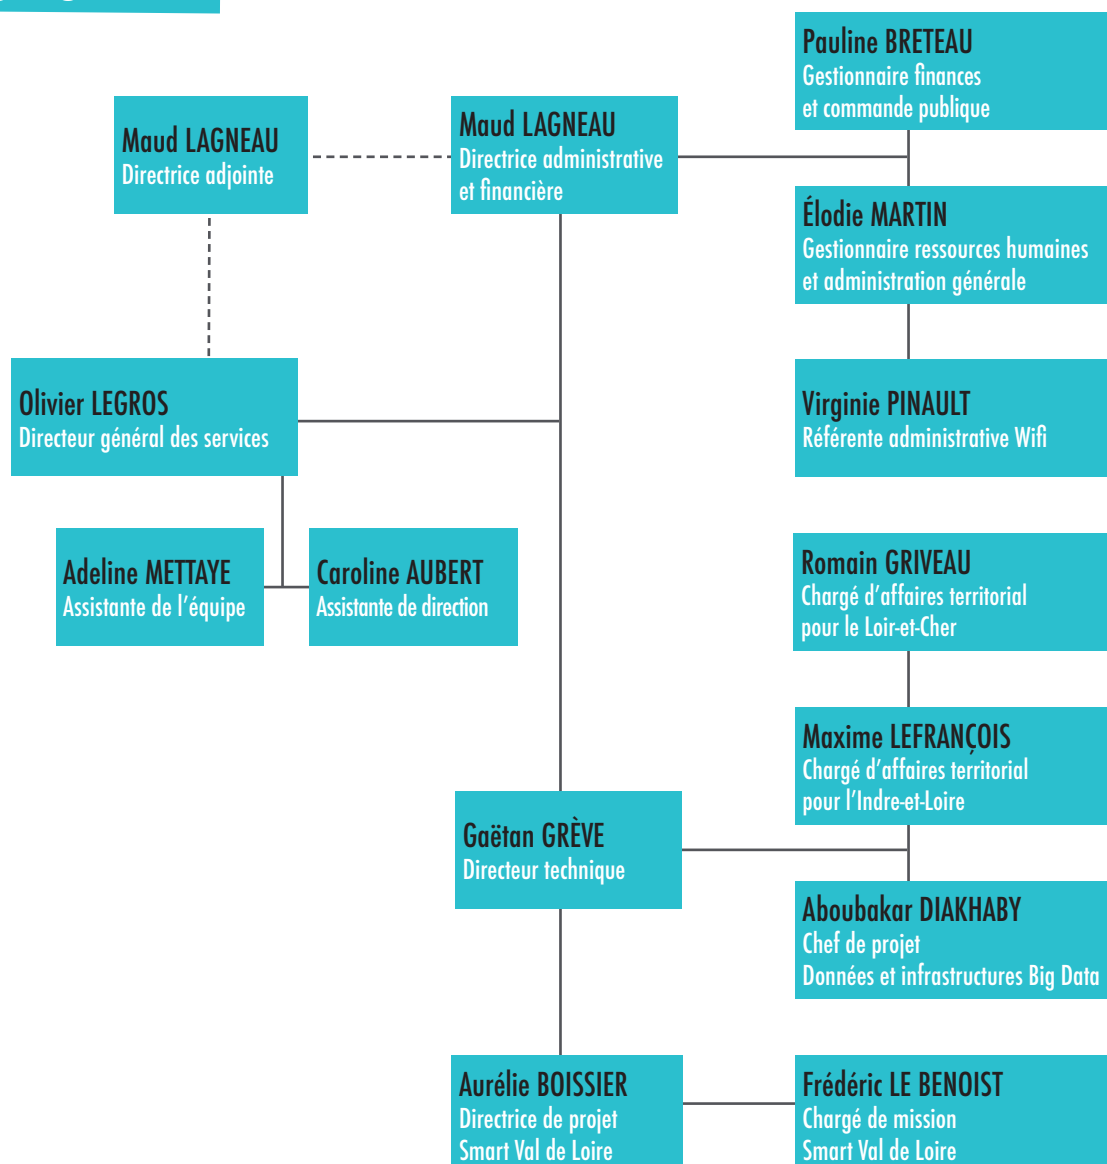 Pauline BRETEAU
Gestionnaire finances
et commande publique
Maud LAGNEAU
Directrice adjointe
Maud LAGNEAU
Directrice administrative
et financière
Élodie MARTIN
Gestionnaire ressources humaines
et administration générale
Olivier LEGROS
Directeur général des services
Virginie PINAULT
Référente administrative Wifi
Adeline METTAYE
Assistante de l’équipe
Caroline AUBERT
Assistante de direction
Romain GRIVEAU
Chargé d’affaires territorial
pour le Loir-et-Cher
Maxime LEFRANÇOIS
Chargé d’affaires territorial
pour l’Indre-et-Loire
Gaëtan GRÈVE
Directeur technique
Aboubakar DIAKHABY
Chef de projet
Données et infrastructures Big Data
Aurélie BOISSIER
Directrice de projet
Smart Val de Loire
Frédéric LE BENOIST
Chargé de mission
Smart Val de Loire